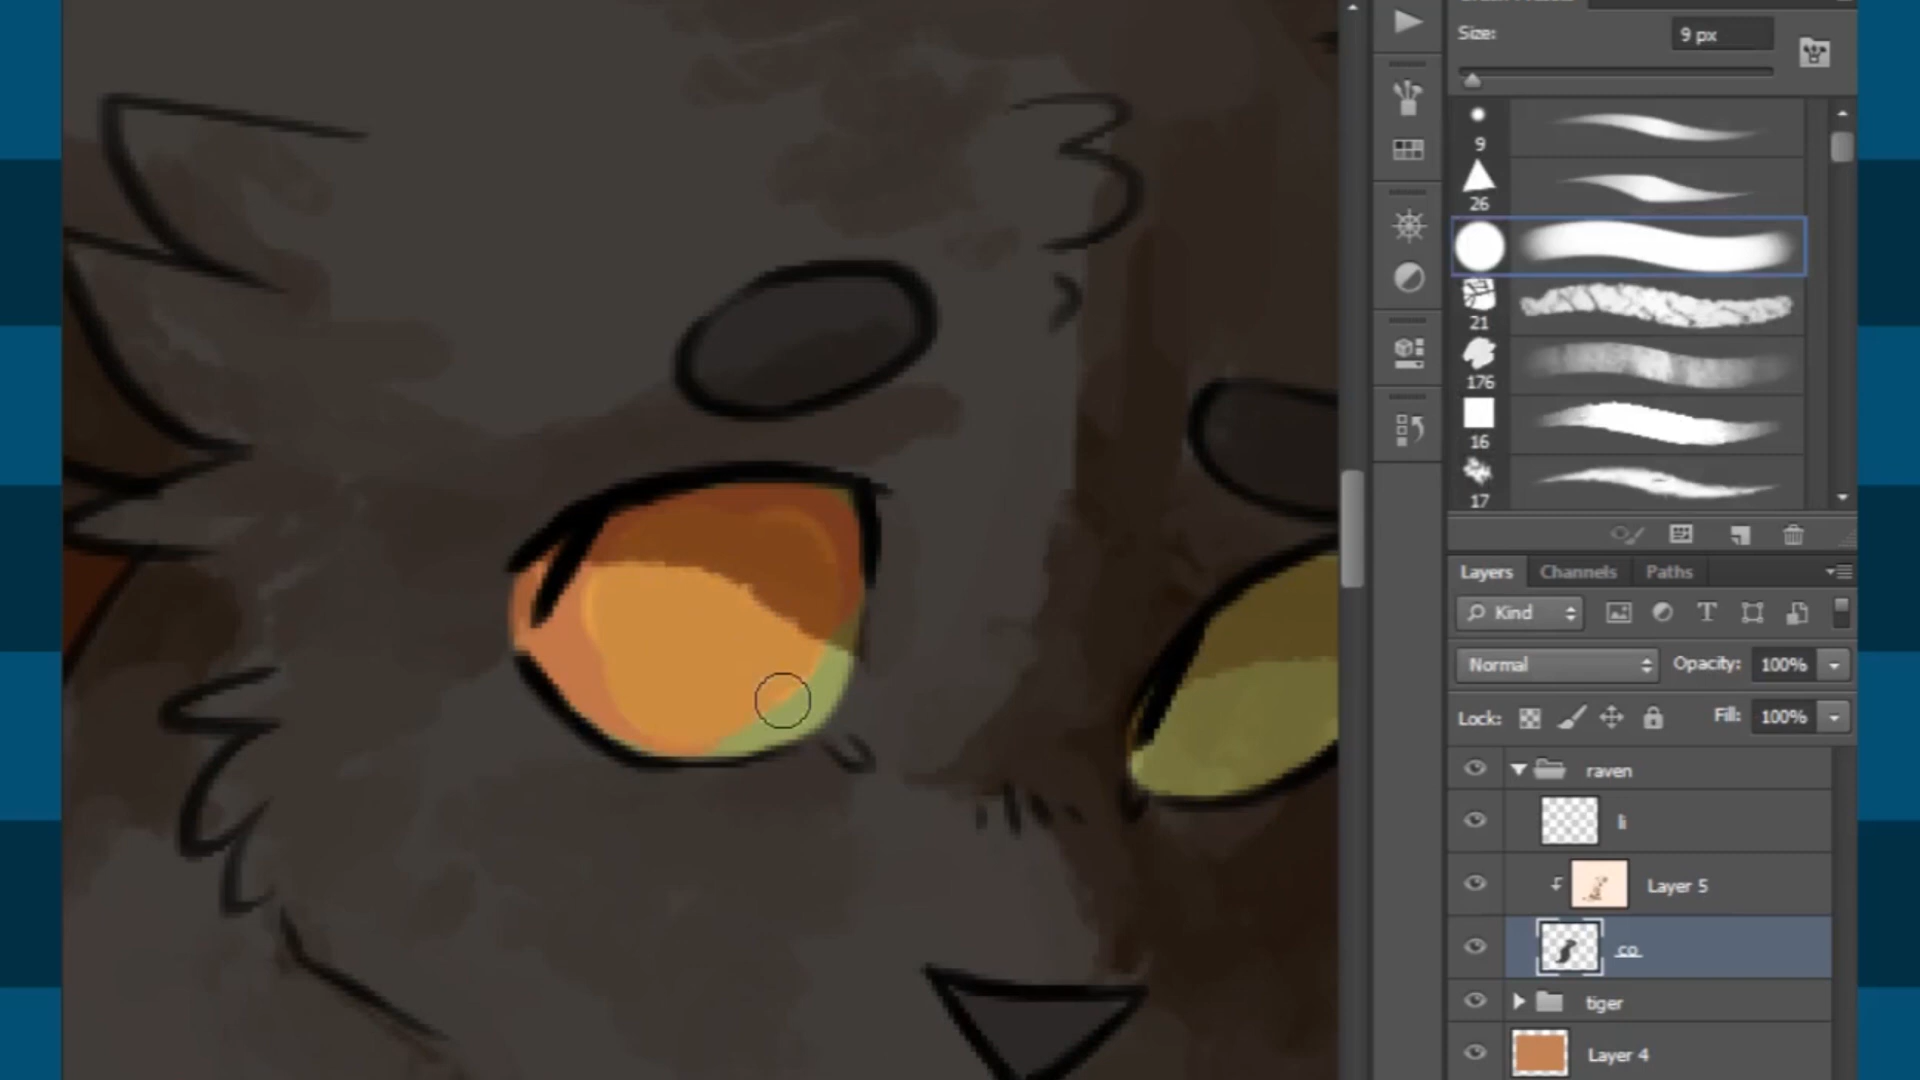 Size:
9 px
9
26
21
176
16
17
Layers
Channels
Paths
Kind
Normal
Opacity:
100%
Lock:
Fill:
100%
raven
li
Layer 5
co
tiger
Layer 4